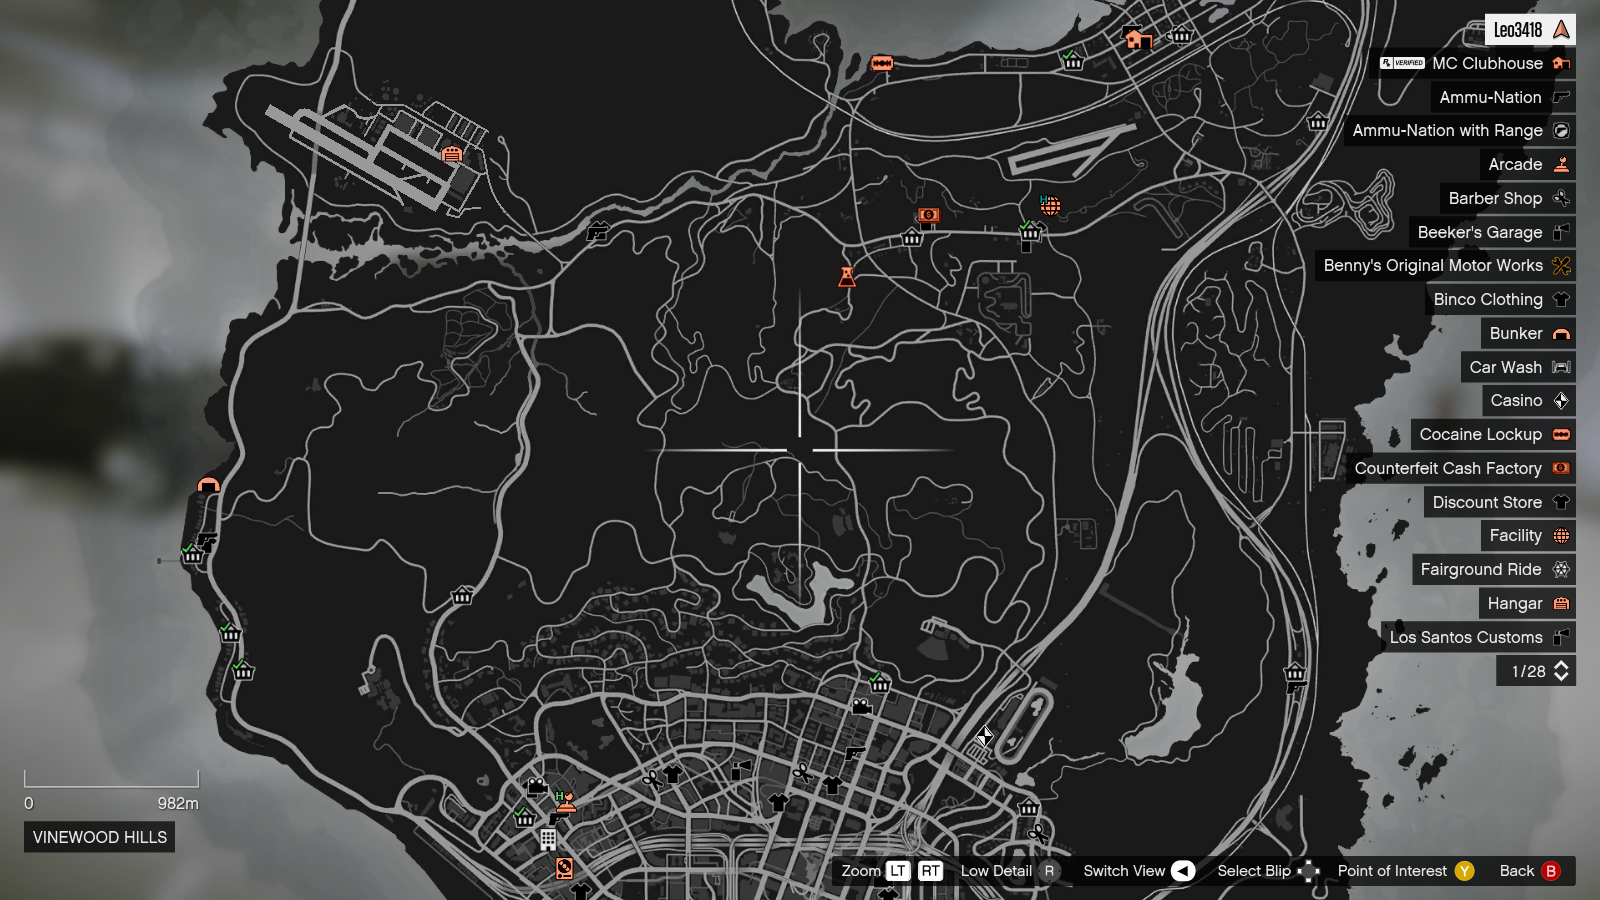 Leo3418
R* VERIFIED MC Clubhouse
Ammu-Nation
Ammu-Nation with Range
Arcade
Barber Shop
Beeker's Garage
Benny's Original Motor Works
Binco Clothing
Bunker
Car Wash
Casino
Cocaine Lockup
Counterfeit Cash Factory
Discount Store
Facility
Fairground Ride
Hangar
Los Santos Customs
1/28
H
H
0 982m
VINEWOOD HILLS
Zoom LT RT Low Detail R Switch View Select Blip Point of Interest Y Back B